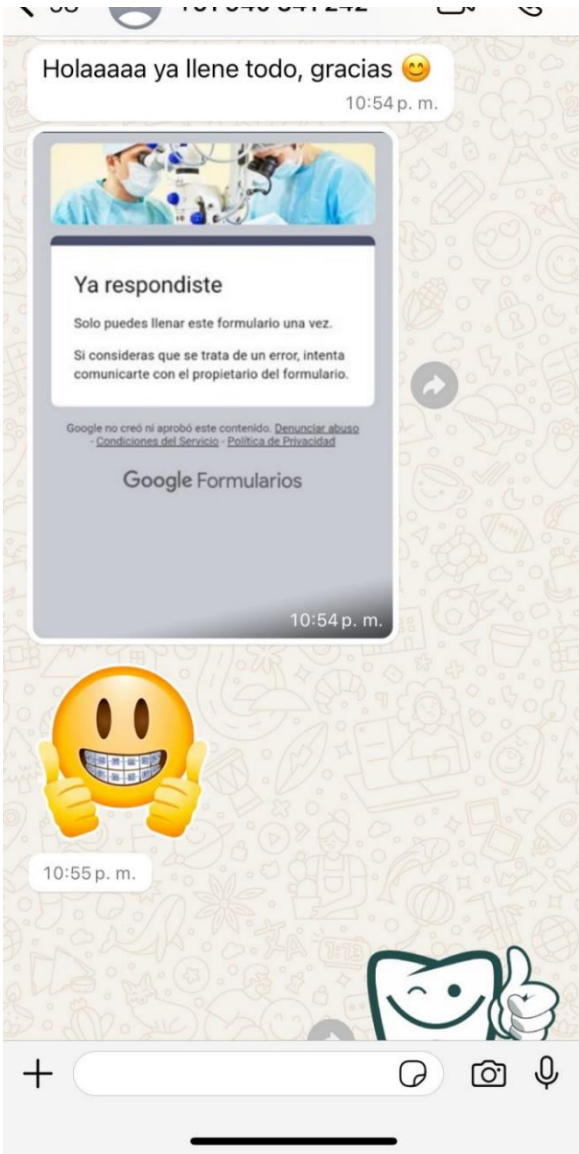 Holaaaaa ya llene todo, gracias 😊
10:54 p. m.
Ya respondiste
Solo puedes llenar este formulario una vez.
Si consideras que se trata de un error, intenta
comunicarte con el propietario del formulario.
Google no creó ni aprobó este contenido. Denunciar abuso
- Condiciones del Servicio - Política de Privacidad
Google Formularios
10:54 p. m.
10:55 p. m.